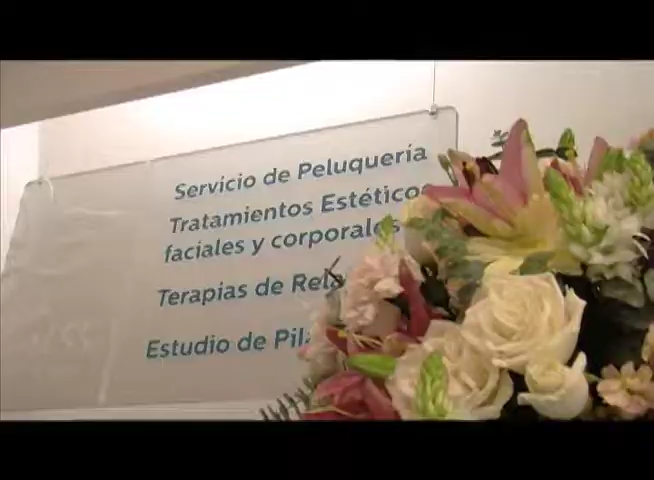 Servicio de Peluquería
Tratamientos Estéticos
faciales y corporales
Terapias de Rela
Estudio de Pil